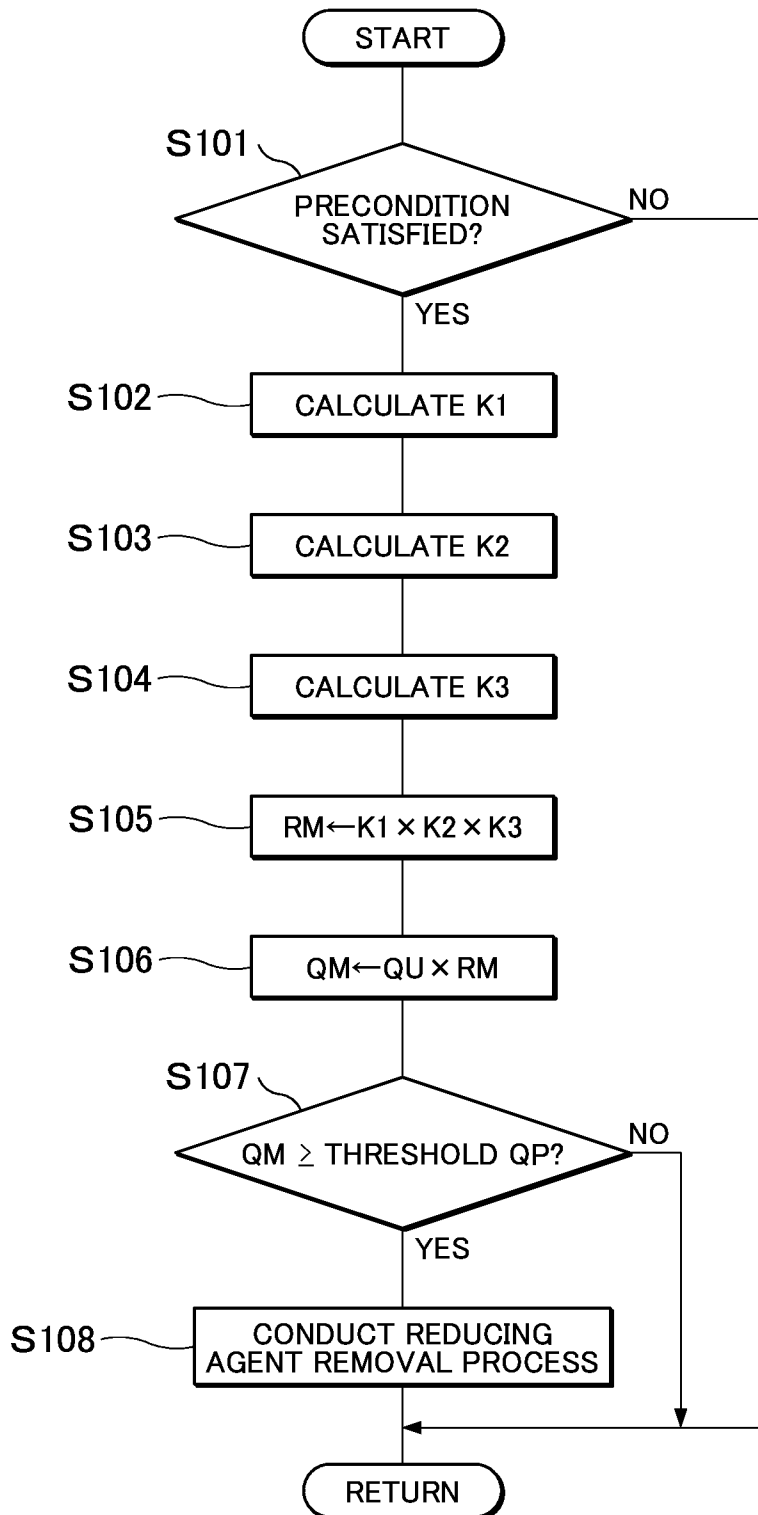 START
S101
PRECONDITION
SATISFIED?
NO
YES
S102
CALCULATE K1
S103
CALCULATE K2
S104
CALCULATE K3
S105
RM←K1×K2×K3
S106
QM←QU×RM
S107
QM ≥ THRESHOLD QP?
NO
YES
S108
CONDUCT REDUCING
AGENT REMOVAL PROCESS
RETURN